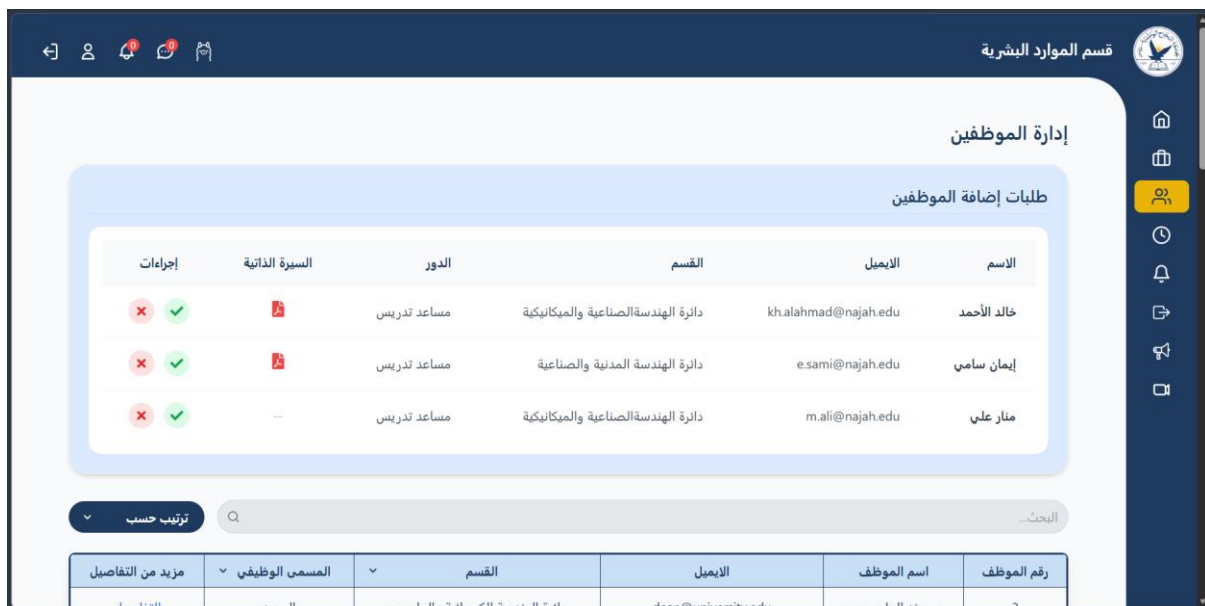 قسم الموارد البشرية
0 0
إدارة الموظفين
طلبات إضافة الموظفين
الاسم الايميل القسم الدور السيرة الذاتية إجراءات
خالد الأحمد kh.alahmad@najah.edu دائرة الهندسةالصناعية والميكانيكية مساعد تدريس
إيمان سامي e.sami@najah.edu دائرة الهندسة المدنية والصناعية مساعد تدريس
منار علي m.ali@najah.edu دائرة الهندسةالصناعية والميكانيكية مساعد تدريس --
البحث... ترتيب حسب
رقم الموظف اسم الموظف الايميل القسم المسمى الوظيفي مزيد من التفاصيل